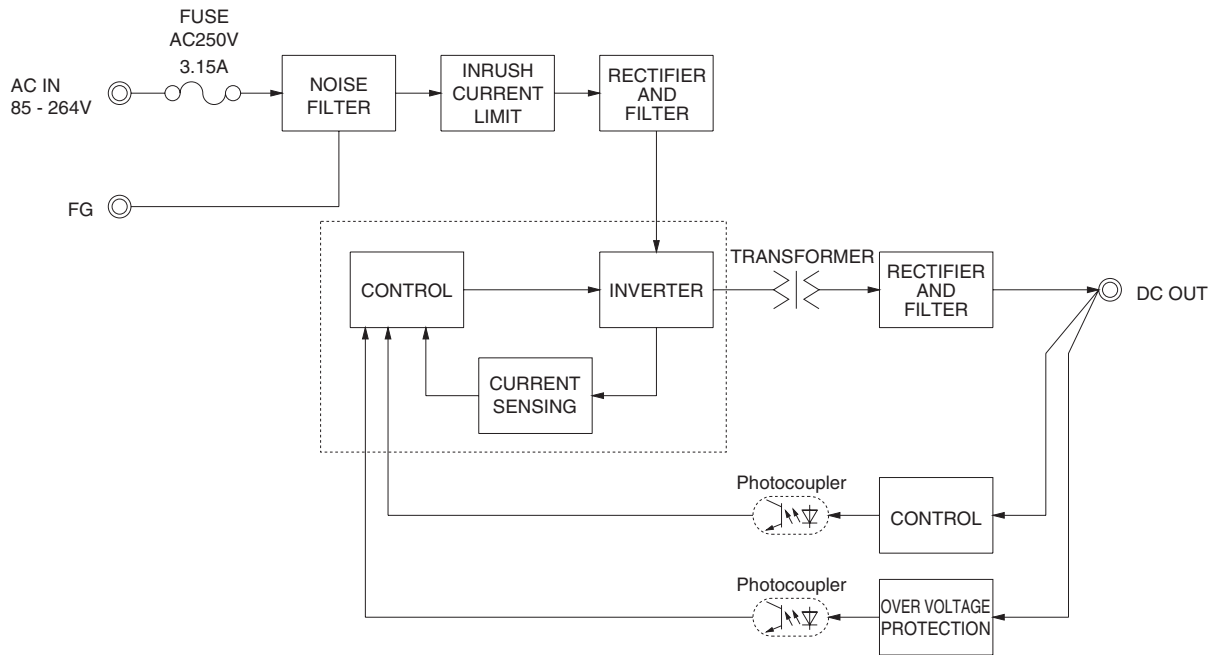 FUSE
AC250V
3.15A
AC IN
85 - 264V
NOISE
FILTER
INRUSH
CURRENT
LIMIT
RECTIFIER
AND
FILTER
FG
CONTROL
INVERTER
TRANSFORMER
RECTIFIER
AND
FILTER
DC OUT
CURRENT
SENSING
Photocoupler
CONTROL
Photocoupler
OVER VOLTAGE
PROTECTION